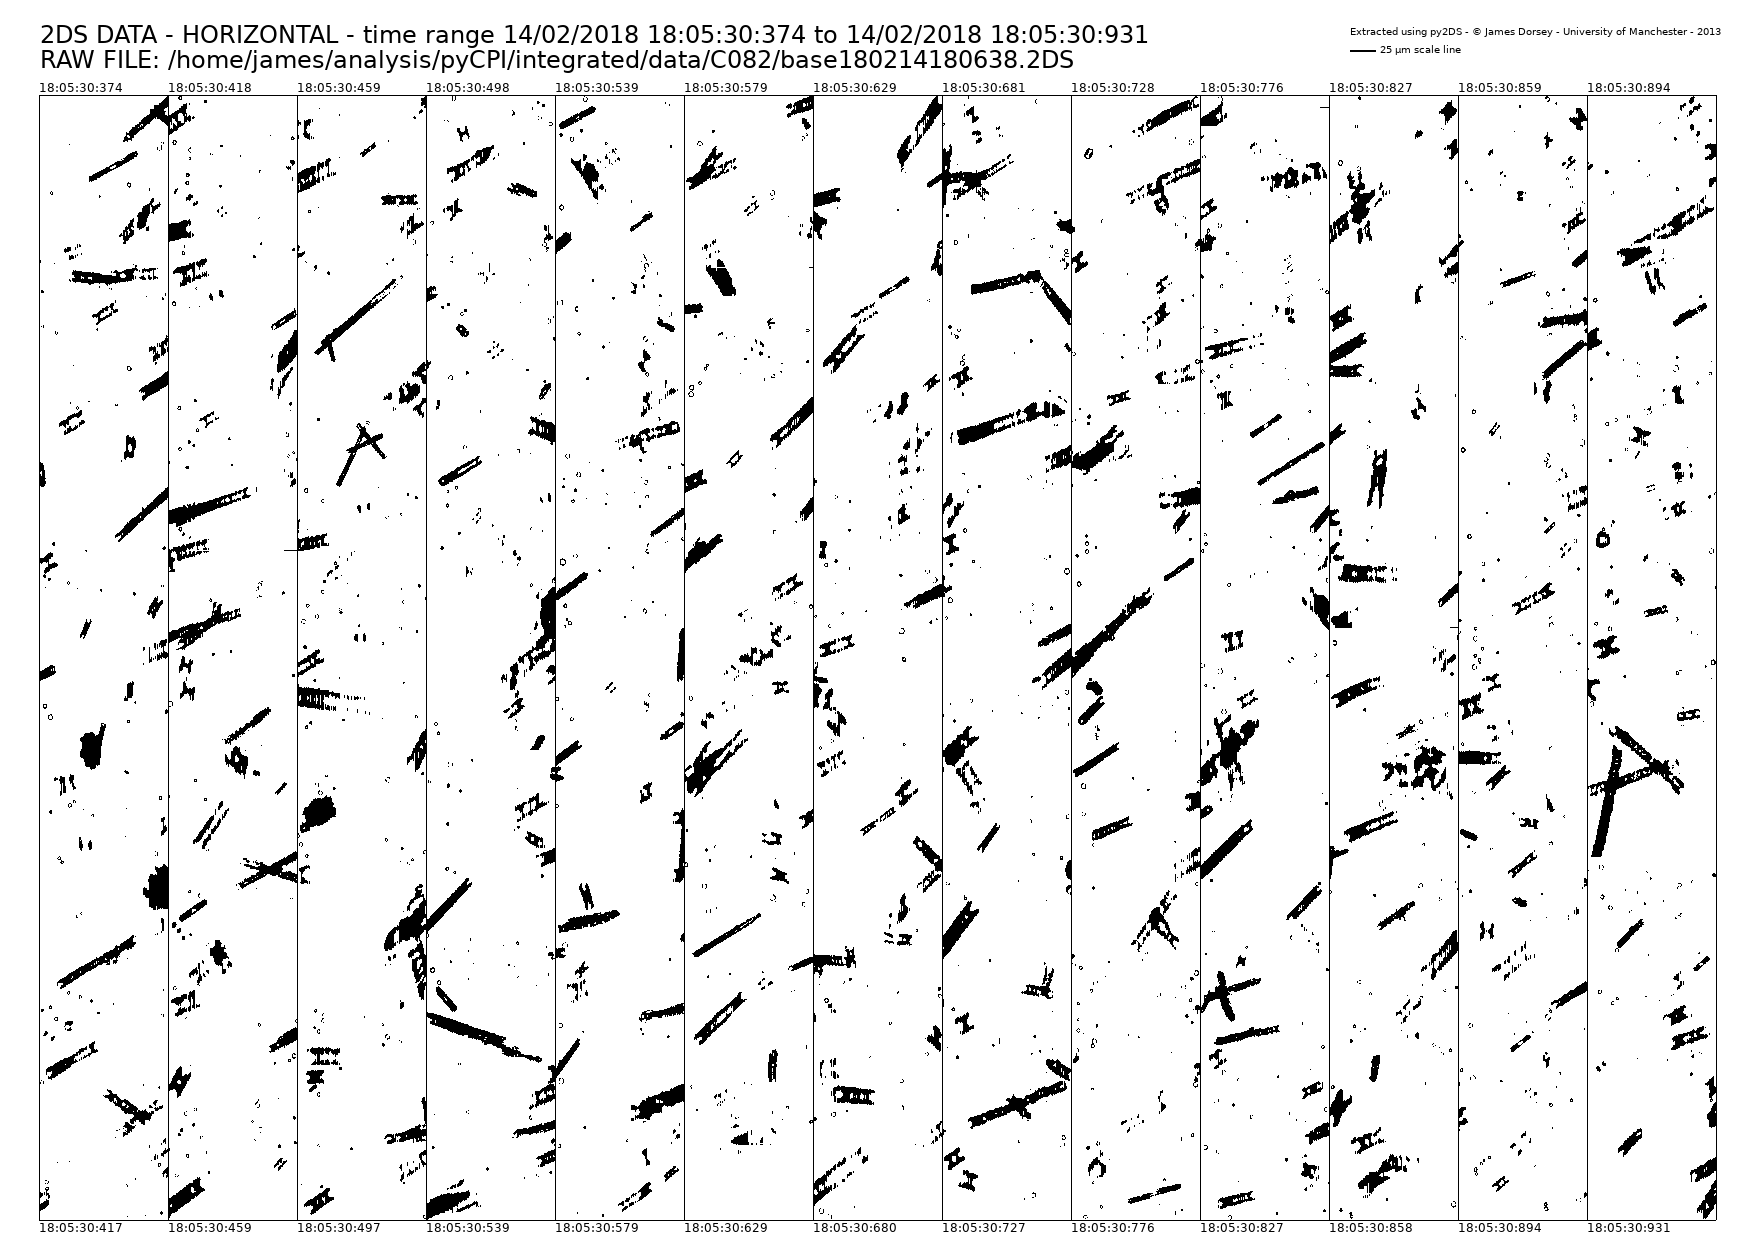 2DS DATA - HORIZONTAL - time range 14/02/2018 18:05:30:374 to 14/02/2018 18:05:30:931
RAW FILE: /home/james/analysis/pyCPI/integrated/data/C082/base180214180638.2DS
Extracted using py2DS - © James Dorsey - University of Manchester - 2013
25 µm scale line
18:05:30:374 18:05:30:418 18:05:30:459 18:05:30:498 18:05:30:539 18:05:30:579 18:05:30:629 18:05:30:681 18:05:30:728 18:05:30:776 18:05:30:827 18:05:30:859 18:05:30:894
18:05:30:417 18:05:30:459 18:05:30:497 18:05:30:539 18:05:30:579 18:05:30:629 18:05:30:680 18:05:30:727 18:05:30:776 18:05:30:827 18:05:30:858 18:05:30:894 18:05:30:931